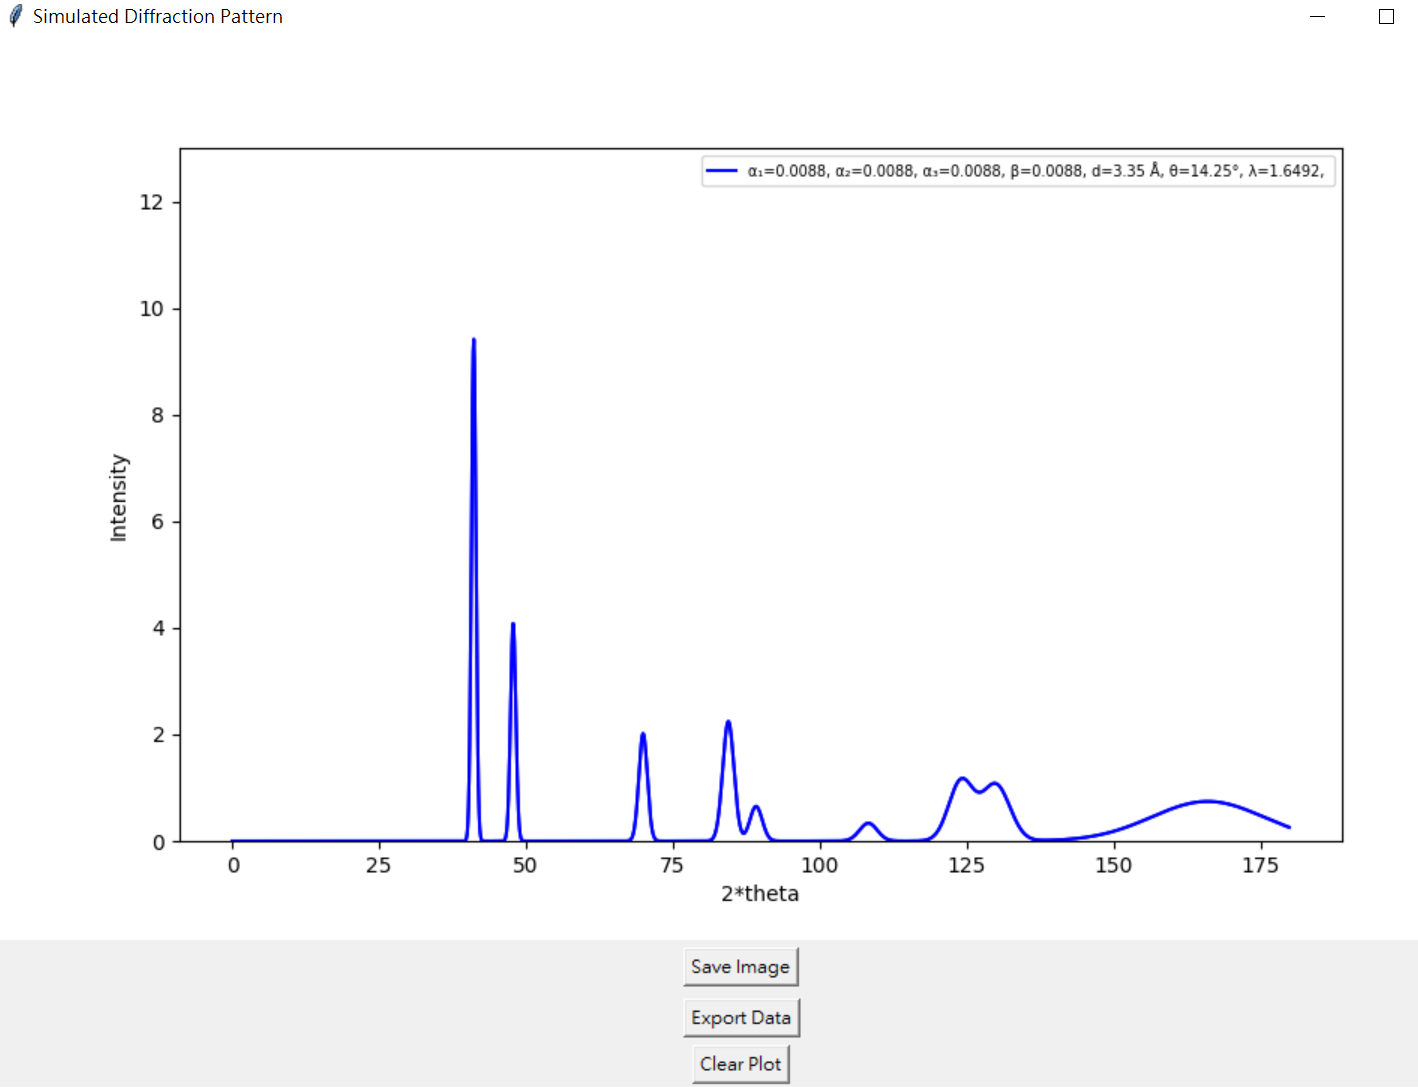 Simulated Diffraction Pattern
α₁=0.0088, α₂=0.0088, α₃=0.0088, β=0.0088, d=3.35 Å, θ=14.25°, λ=1.6492,
12
10
8
6
4
2
0
Intensity
0 25 50 75 100 125 150 175
2*theta
Save Image
Export Data
Clear Plot